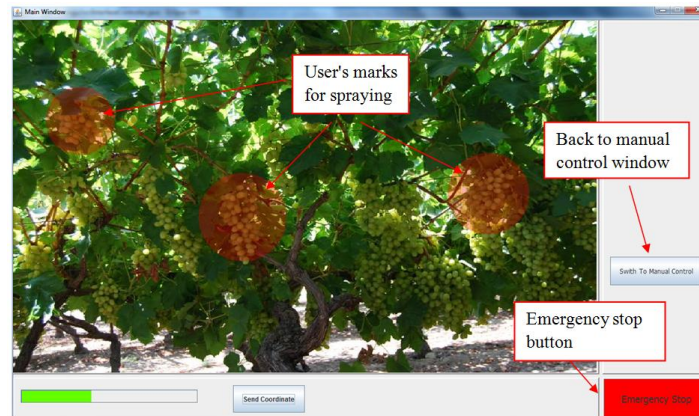 Main Window
User's marks
for spraying
Back to manual
control window
Swith To Manual Control
Emergency stop
button
Send Coordinate
Emergency Stop